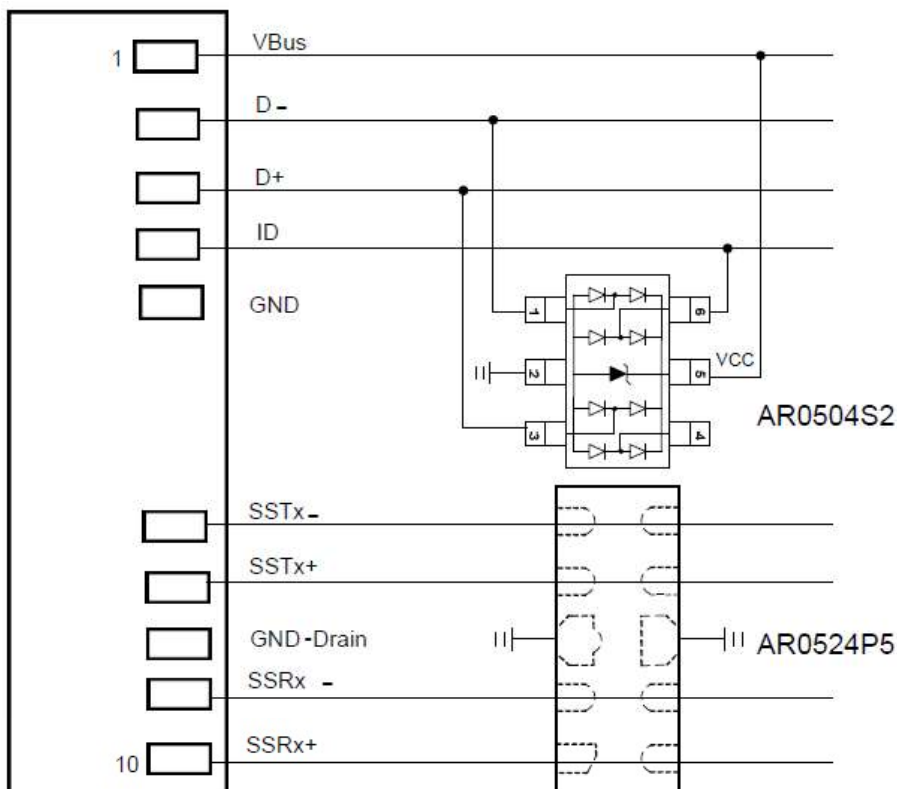 1
VBus
D-
D+
ID
GND
1
6
2
5
VCC
3
4
AR0504S2
SSTx-
SSTx+
GND-Drain
AR0524P5
SSRx -
SSRx+
10